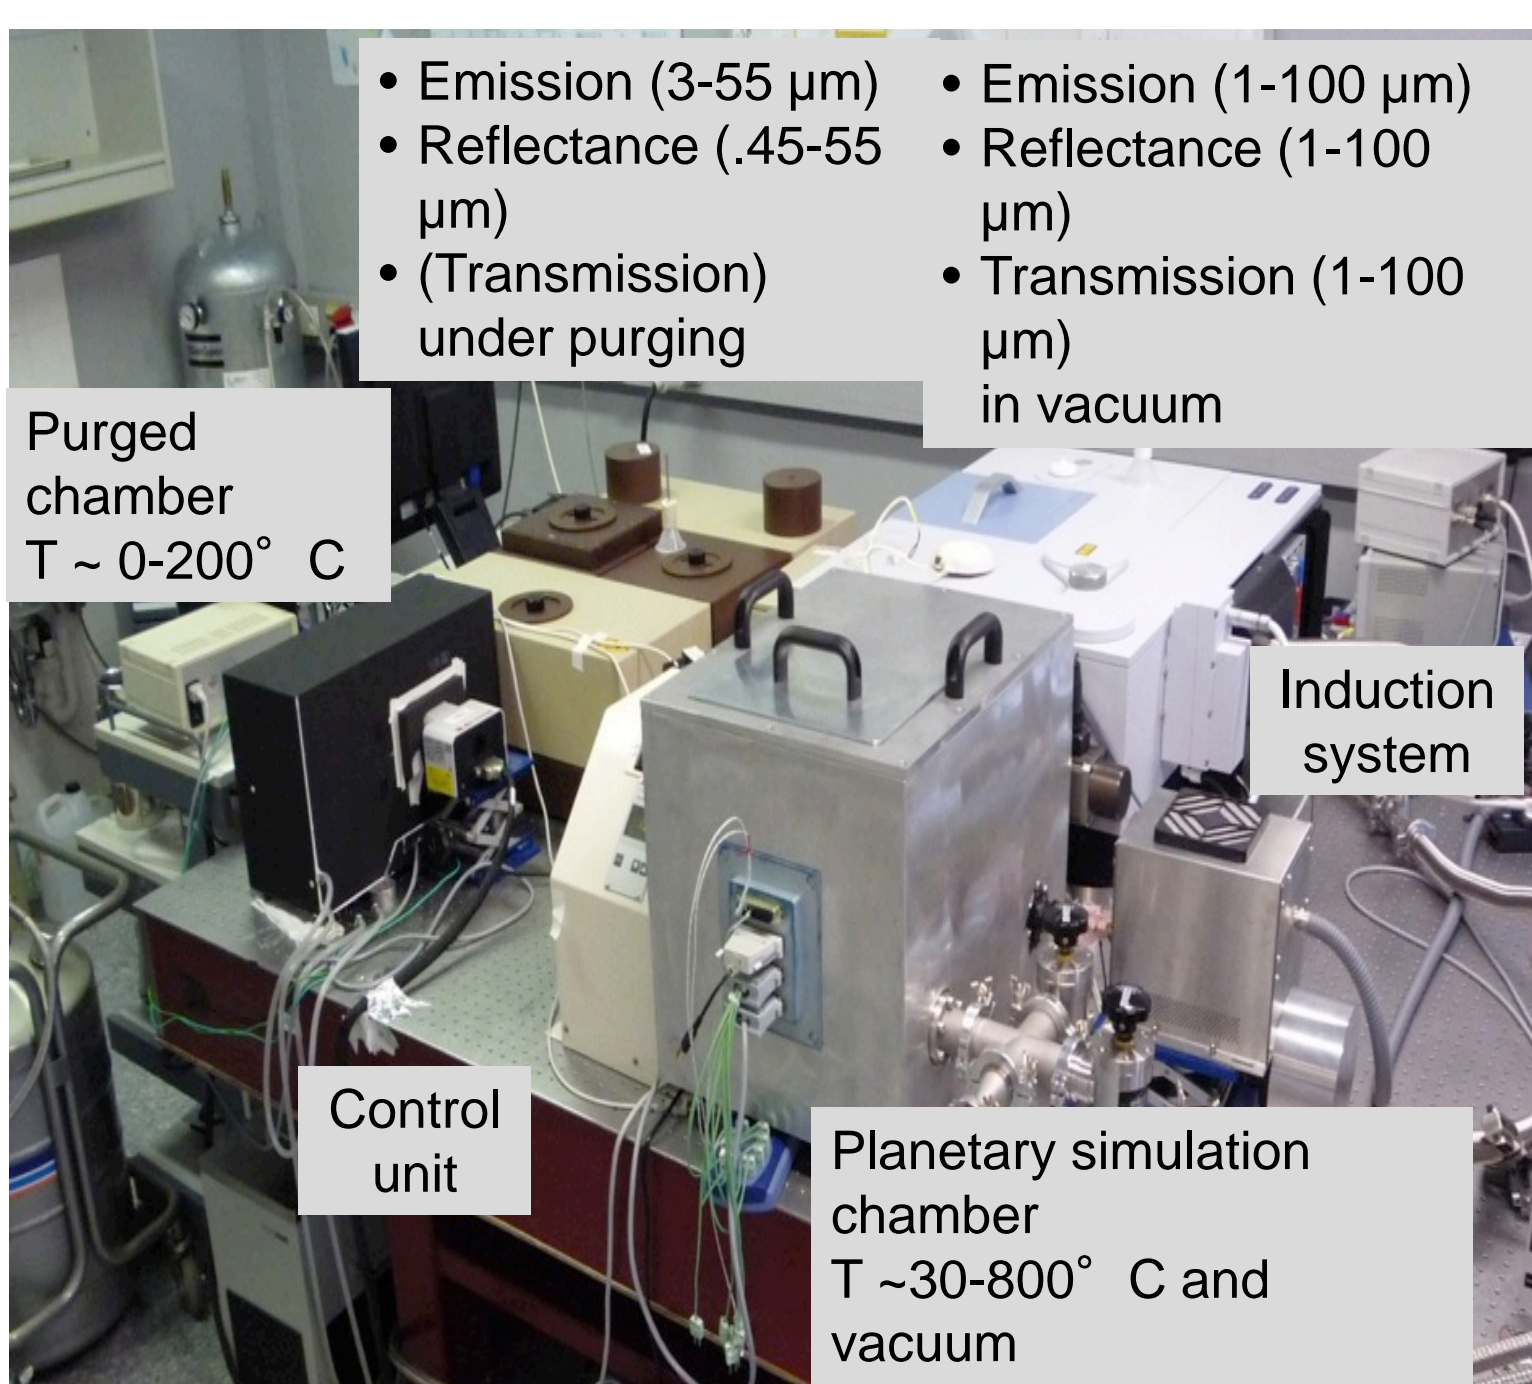 • Emission (3-55 µm)
• Reflectance (.45-55
µm)
• (Transmission)
under purging
• Emission (1-100 µm)
• Reflectance (1-100
µm)
• Transmission (1-100
µm)
in vacuum
Purged
chamber
T ~ 0-200° C
Induction
system
Control
unit
Planetary simulation
chamber
T ~30-800° C and
vacuum